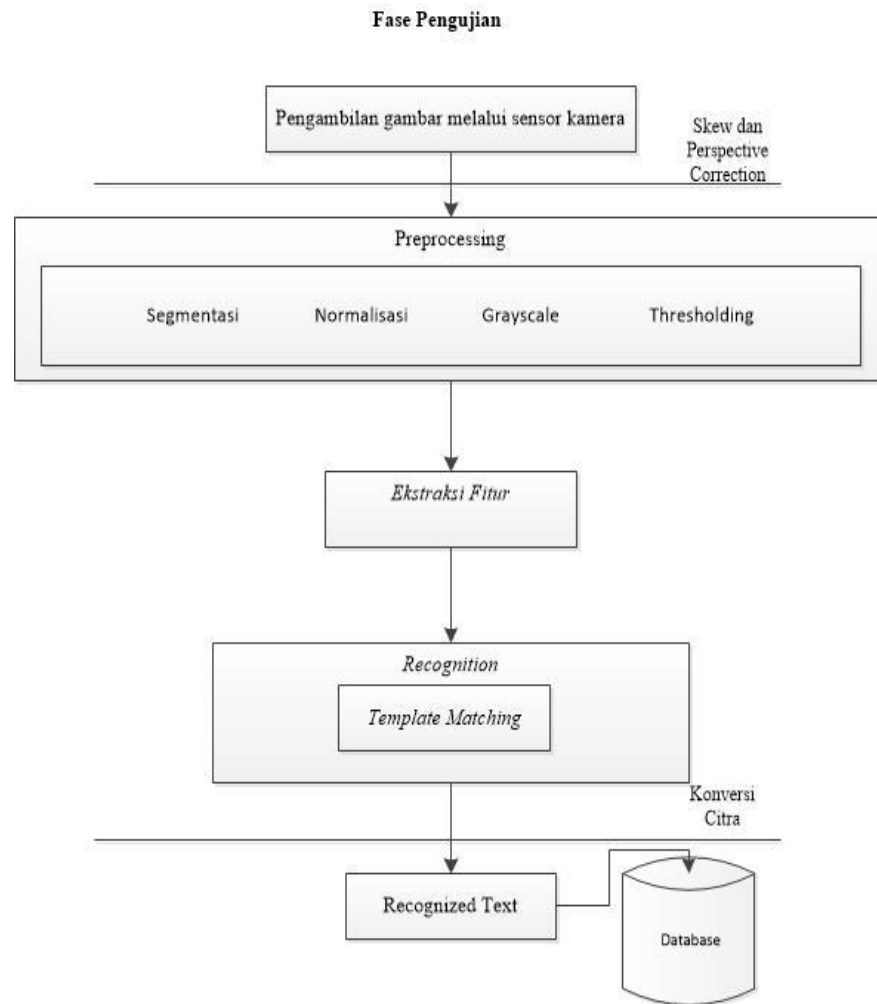 Fase Pengujian
Pengambilan gambar melalui sensor kamera
Skew dan
Perspective
Correction
Preprocessing
Segmentasi Normalisasi Grayscale Thresholding
Ekstraksi Fitur
Recognition
Template Matching
Konversi
Citra
Recognized Text
Database